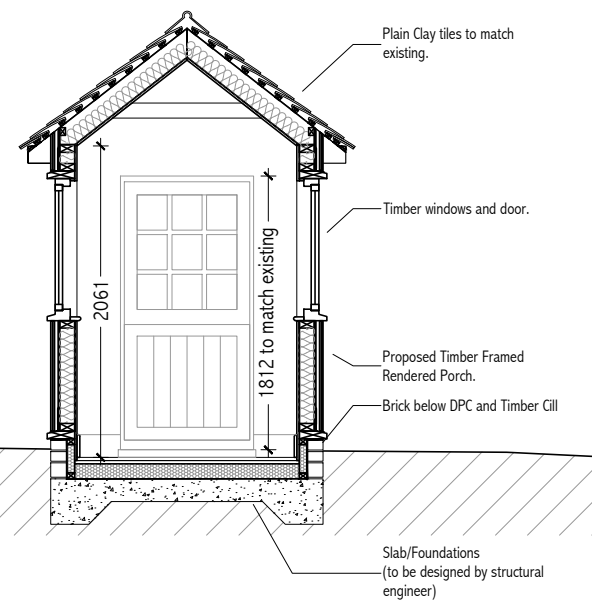 Plain Clay tiles to match
existing.
Timber windows and door.
2061
1812 to match existing
Proposed Timber Framed
Rendered Porch.
Brick below DPC and Timber Cill
Slab/Foundations
(to be designed by structural
engineer)